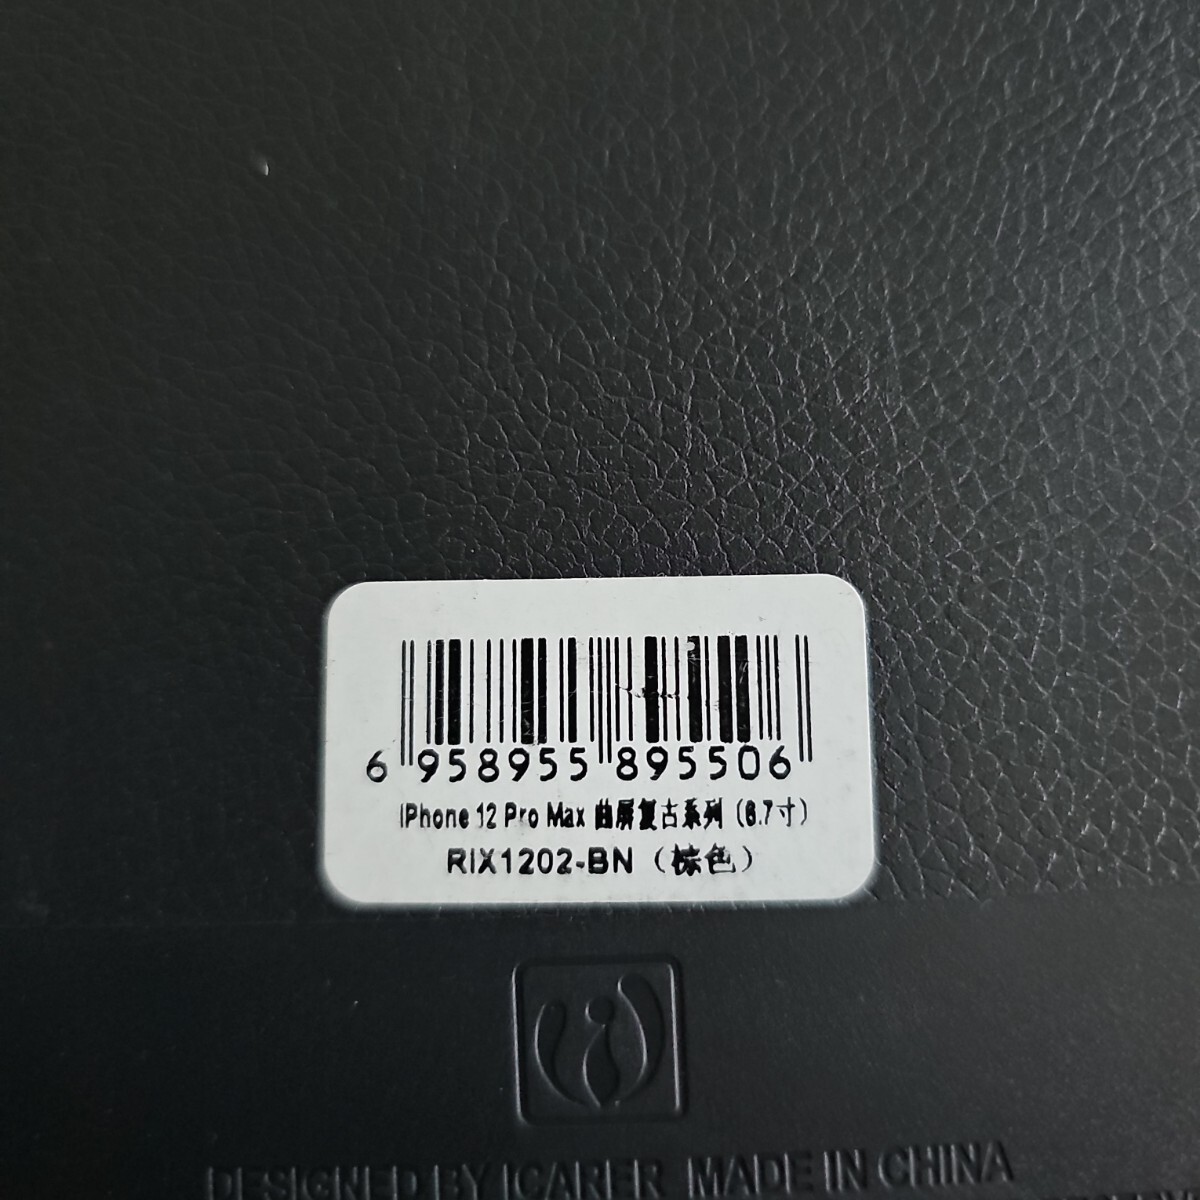 6 958955 895506
iPhone 12 Pro Max 曲屏复古系列（6.7寸）
RIX1202-BN（棕色）
DESIGNED BY ICARER MADE IN CHINA